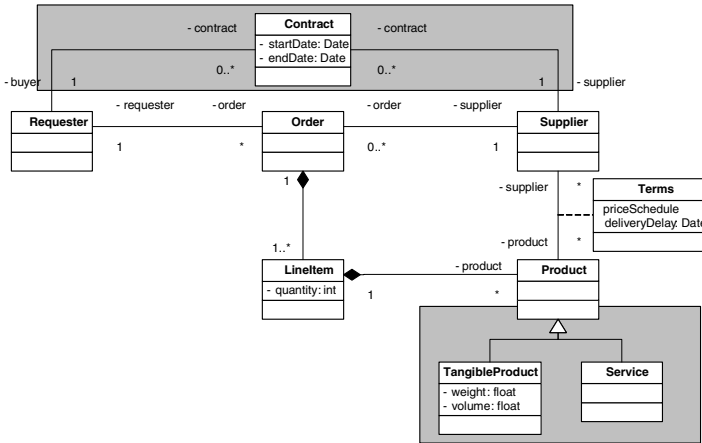 Contract
- contract
- contract
- startDate: Date
- endDate: Date
0..*
0..*
- buyer
1
1
- supplier
Requester
- requester
- order
Order
- order
- supplier
Supplier
1
*
0..*
1
1
- supplier
*
Terms
priceSchedule
deliveryDelay: Date
1..*
- product
*
LineItem
- product
Product
- quantity: int
1
*
TangibleProduct
Service
- weight: float
- volume: float